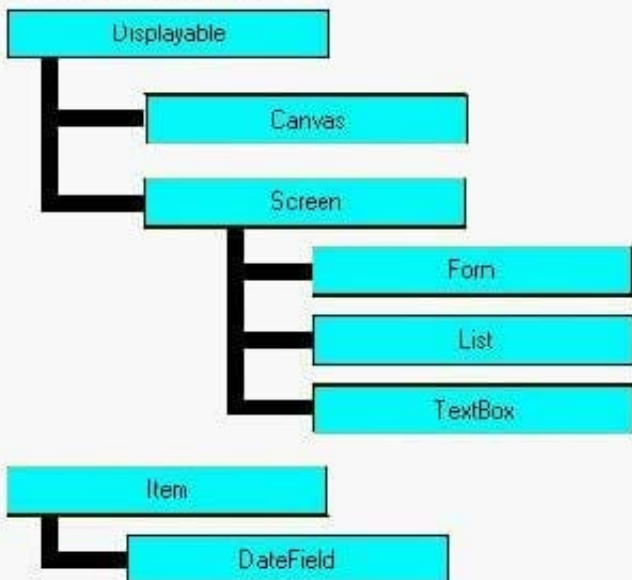 Displayable
Canvas
Screen
Form
List
TextBox
Item
DateField